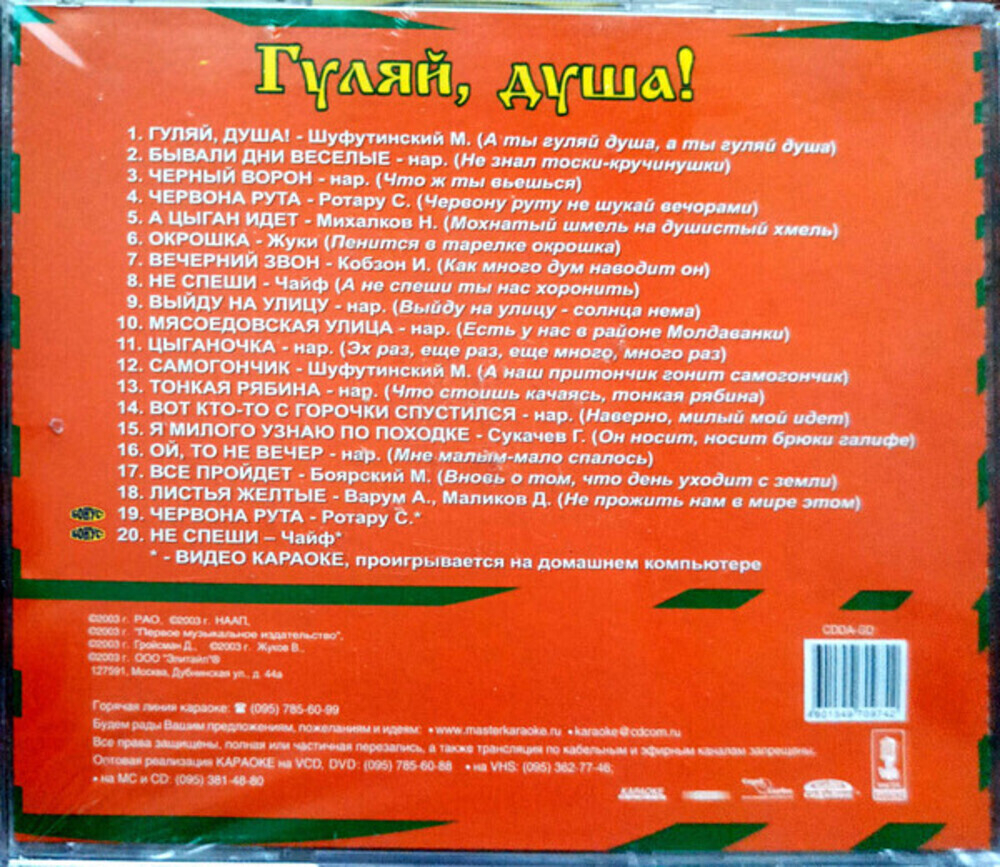 Гуляй, душа!
1. ГУЛЯЙ, ДУША! - Шуфутинский М. (А ты гуляй душа, а ты гуляй душа)
2. БЫВАЛИ ДНИ ВЕСЕЛЫЕ - нар. (Не знал тоски-кручинушки)
3. ЧЕРНЫЙ ВОРОН - нар. (Что ж ты вьешься)
4. ЧЕРВОНА РУТА - Ротару С. (Червону руту не шукай вечорами)
5. А ЦЫГАН ИДЕТ - Михалков Н. (Мохнатый шмель на душистый хмель)
6. ОКРОШКА - Жуки (Пенится в тарелке окрошка)
7. ВЕЧЕРНИЙ ЗВОН - Кобзон И. (Как много дум наводит он)
8. НЕ СПЕШИ - Чайф (А не спеши ты нас хоронить)
9. ВЫЙДУ НА УЛИЦУ - нар. (Выйду на улицу - солнца нема)
10. МЯСОЕДОВСКАЯ УЛИЦА - нар. (Есть у нас в районе Молдаванки)
11. ЦЫГАНОЧКА - нар. (Эх раз, еще раз, еще много, много раз)
12. САМОГОНЧИК - Шуфутинский М. (А наш притончик гонит самогончик)
13. ТОНКАЯ РЯБИНА - нар. (Что стоишь качаясь, тонкая рябина)
14. ВОТ КТО-ТО С ГОРОЧКИ СПУСТИЛСЯ - нар. (Наверно, милый мой идет)
15. Я МИЛОГО УЗНАЮ ПО ПОХОДКЕ - Сукачев Г. (Он носит, носит брюки галифе)
16. ОЙ, ТО НЕ ВЕЧЕР - нар. (Мне малым-мало спалось)
17. ВСЕ ПРОЙДЕТ - Боярский М. (Вновь о том, что день уходит с земли)
18. ЛИСТЬЯ ЖЕЛТЫЕ - Варум А., Маликов Д. (Не прожить нам в мире этом)
БОНУС! 19. ЧЕРВОНА РУТА - Ротару С.*
БОНУС! 20. НЕ СПЕШИ – Чайф*
* - ВИДЕО КАРАОКЕ, проигрывается на домашнем компьютере
©2003 г. РАО, ©2003 г. НААП,
©2003 г. "Первое музыкальное издательство",
©2003 г. Гройсман Д., ©2003 г. Жуков В.,
©2003 г. ООО "Элитайл"®
127591, Москва, Дубнинская ул., д. 44а
CDDA-SD
Горячая линия караоке: ☎ (095) 785-60-99
Будем рады Вашим предложениям, пожеланиям и идеям: •www.masterkaraoke.ru •karaoke@cdcom.ru
Все права защищены, полная или частичная перезапись, а также трансляция по кабельным и эфирным каналам запрещены.
Оптовая реализация КАРАОКЕ на VCD, DVD: (095) 785-60-88 •на VHS: (095) 362-77-46;
•на МС и CD: (095) 381-48-80
КАРАОКЕ